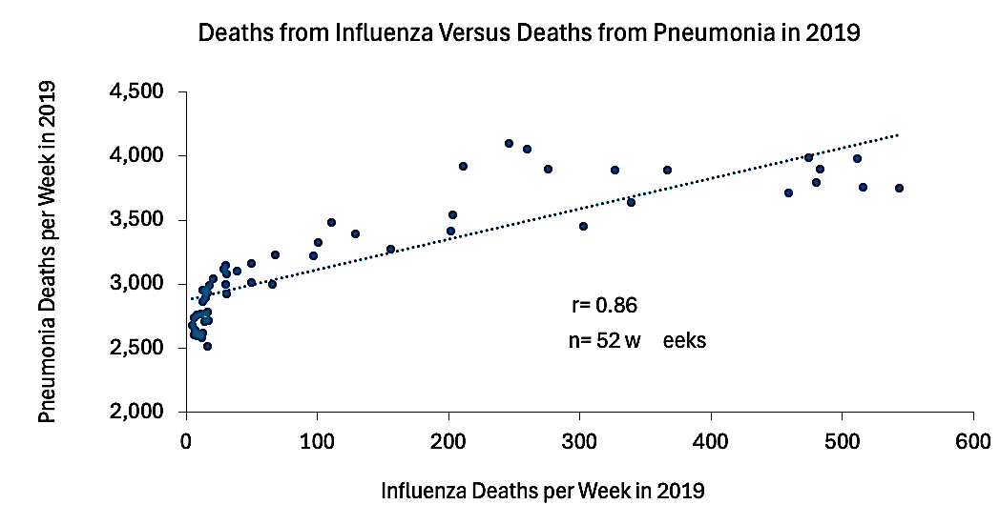 Deaths from Influenza Versus Deaths from Pneumonia in 2019
Pneumonia Deaths per Week in 2019
4,500
4,000
3,500
3,000
2,500
2,000
r= 0.86
n= 52 w eeks
0 100 200 300 400 500 600
Influenza Deaths per Week in 2019